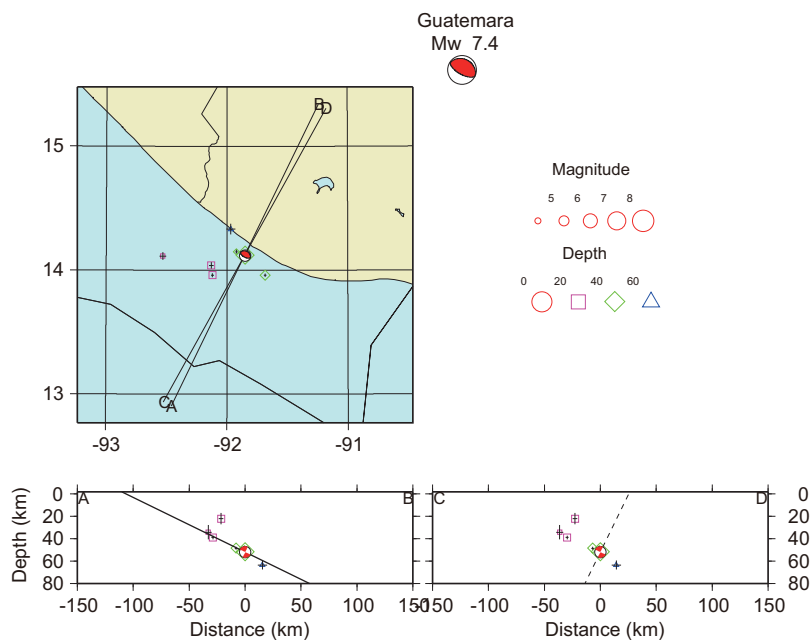 Guatemara
Mw 7.4
B
D
15
14
13
C
A
-93 -92 -91
Magnitude
5 6 7 8
Depth
0 20 40 60
0
20
40
60
80
Depth (km)
A B
-150 -100 -50 0 50 100 150
Distance (km)
0
20
40
60
80
C D
-150 -100 -50 0 50 100 150
Distance (km)